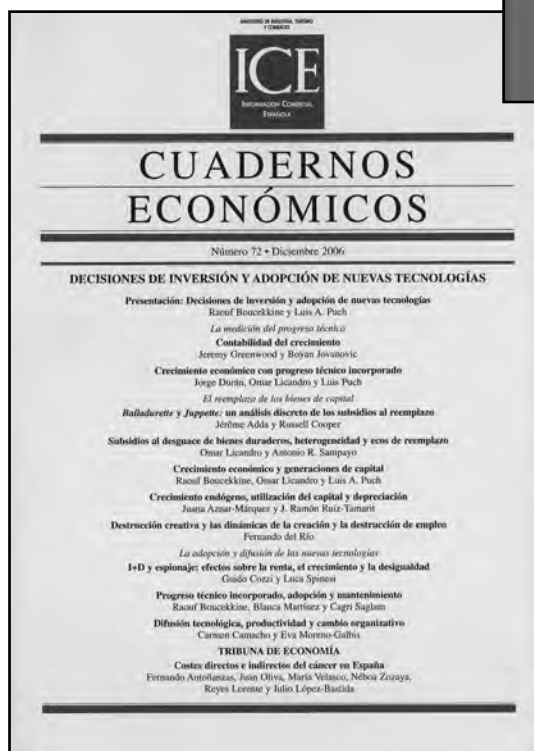 MINISTERIO DE INDUSTRIA, TURISMO
Y COMERCIO
ICE
INFORMACIÓN COMERCIAL
ESPAÑOLA
CUADERNOS
ECONÓMICOS
Número 72 • Diciembre 2006
DECISIONES DE INVERSIÓN Y ADOPCIÓN DE NUEVAS TECNOLOGÍAS
Presentación: Decisiones de inversión y adopción de nuevas tecnologías
Raouf Boucekkine y Luis A. Puch
La medición del progreso técnico
Contabilidad del crecimiento
Jeremy Greenwood y Boyan Jovanovic
Crecimiento económico con progreso técnico incorporado
Jorge Durán, Omar Licandro y Luis Puch
El reemplazo de los bienes de capital
Balladurette y Juppette: un análisis discreto de los subsidios al reemplazo
Jérôme Adda y Russell Cooper
Subsidios al desguace de bienes duraderos, heterogeneidad y ecos de reemplazo
Omar Licandro y Antonio R. Sampayo
Crecimiento económico y generaciones de capital
Raouf Boucekkine, Omar Licandro y Luis A. Puch
Crecimiento endógeno, utilización del capital y depreciación
Juana Aznar-Márquez y J. Ramón Ruiz-Tamarit
Destrucción creativa y las dinámicas de la creación y la destrucción de empleo
Fernando del Río
La adopción y difusión de las nuevas tecnologías
I+D y espionaje: efectos sobre la renta, el crecimiento y la desigualdad
Guido Cozzi y Luca Spinesi
Progreso técnico incorporado, adopción y mantenimiento
Raouf Boucekkine, Blanca Martínez y Cagri Saglam
Difusión tecnológica, productividad y cambio organizativo
Carmen Camacho y Eva Moreno-Galbis
TRIBUNA DE ECONOMÍA
Costes directos e indirectos del cáncer en España
Fernando Antoñanzas, Juan Oliva, María Velasco, Néboa Zozaya,
Reyes Lorente y Julio López-Bastida